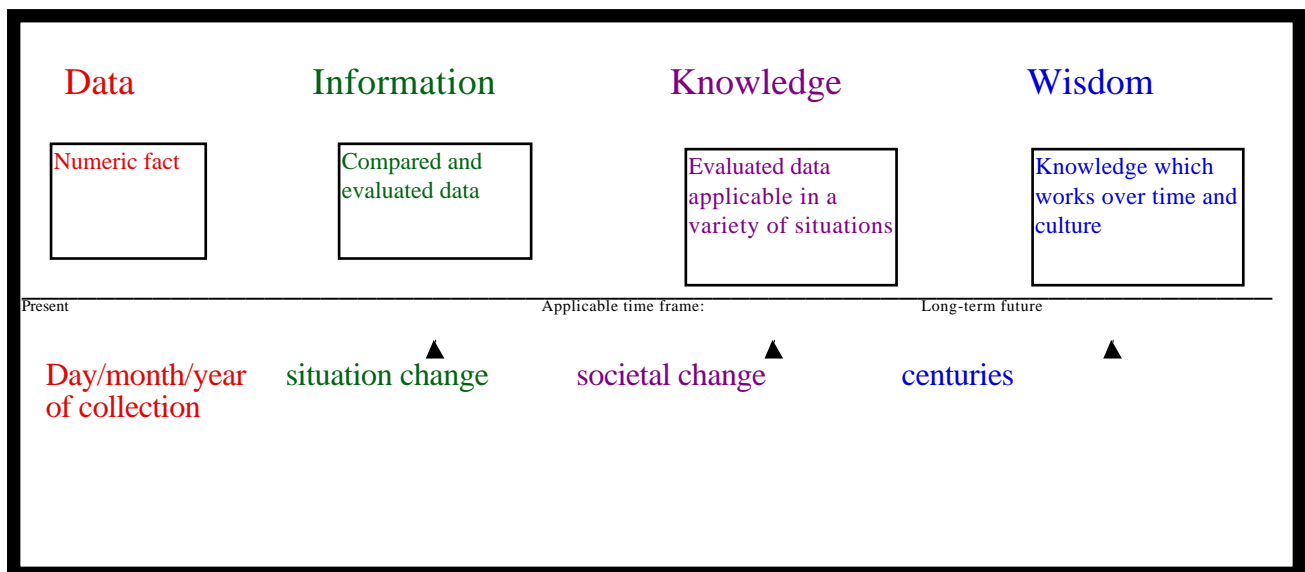 Data Information Knowledge Wisdom
Numeric fact
Compared and
evaluated data
Evaluated data
applicable in a
variety of situations
Knowledge which
works over time and
culture
Present Applicable time frame: Long-term future
Day/month/year
of collection
situation change
societal change
centuries